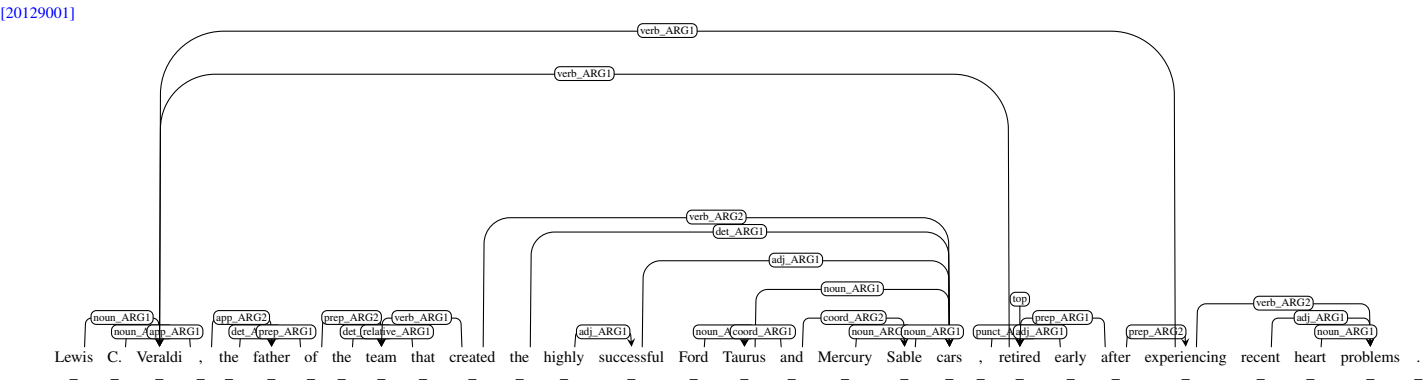 [20129001]
verb_ARG1
verb_ARG1
verb_ARG2
det_ARG1
adj_ARG1
noun_ARG1
top
verb_ARG2
noun_ARG1 app_ARG2 prep_ARG2 verb_ARG1 coord_ARG2 prep_ARG1 adj_ARG1
app_ARG1 prep_ARG1 relative_ARG1 adj_ARG1 coord_ARG1 noun_ARG1 adj_ARG1 prep_ARG2 noun_ARG1
Lewis C. Veraldi , the father of the team that created the highly successful Ford Taurus and Mercury Sable cars , retired early after experiencing recent heart problems .